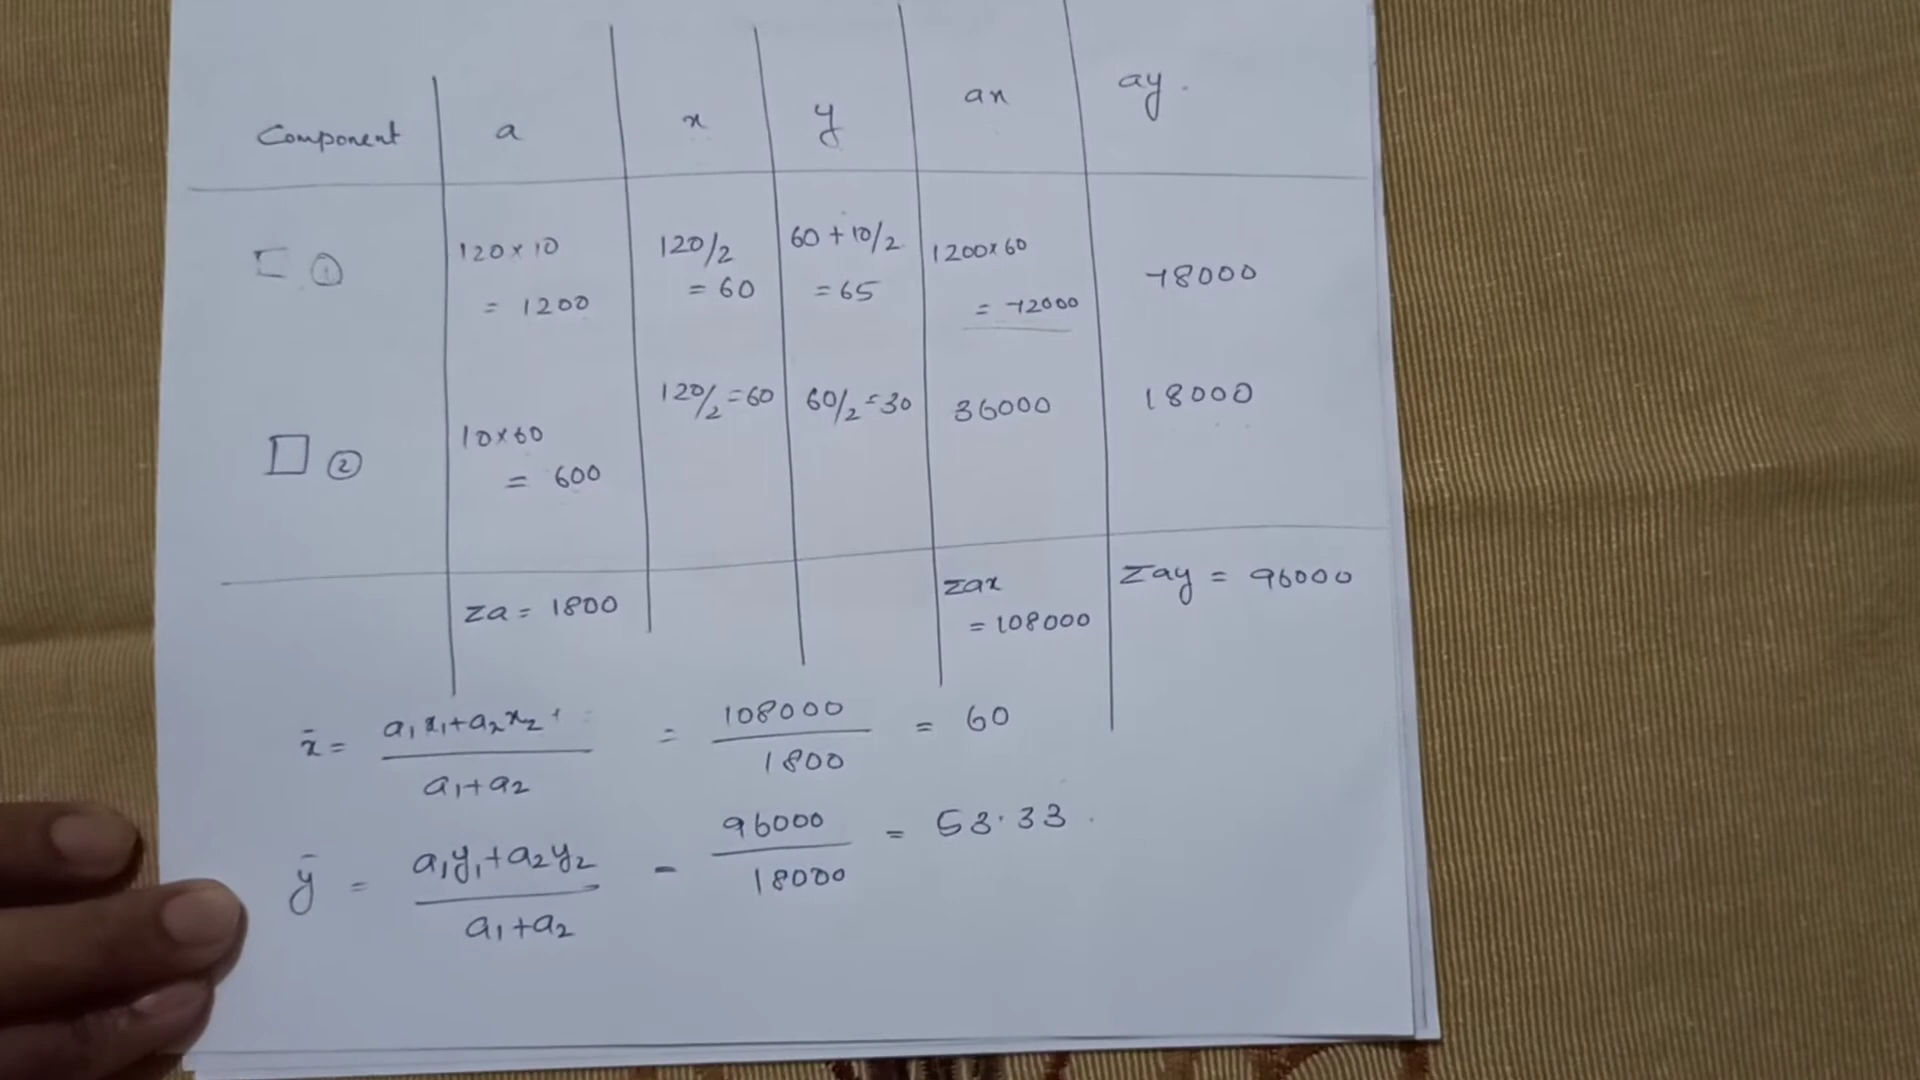 Component a x y ax ay.
① 120 × 10 120/2 60 + 10/2 1200 × 60 78000
= 1200 = 60 = 65 = 72000
② 10 × 60 120/2 = 60 60/2 = 30 36000 18000
= 600
Σa = 1800 Σax Σay = 96000
= 108000
x̄ = a₁x₁+a₂x₂ + / a₁+a₂ = 108000 / 1800 = 60
ȳ = a₁y₁+a₂y₂ / a₁+a₂ = 96000 / 18000 = 53.33